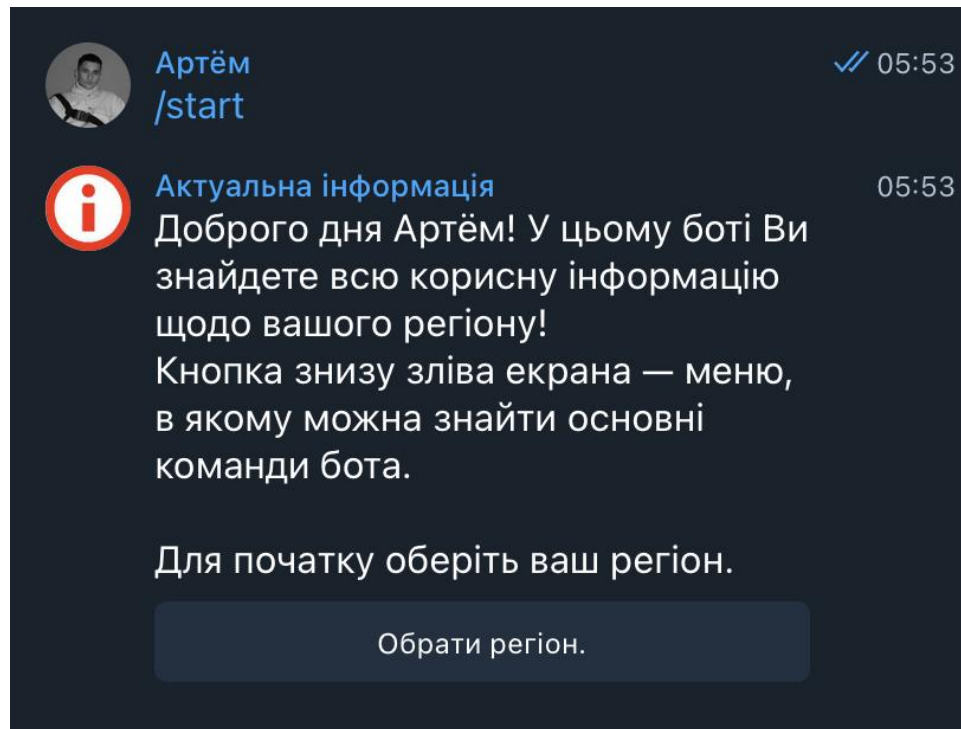 Артём
05:53
/start
Актуальна інформація
05:53
Доброго дня Артём! У цьому боті Ви
знайдете всю корисну інформацію
щодо вашого регіону!
Кнопка знизу зліва екрана — меню,
в якому можна знайти основні
команди бота.
Для початку оберіть ваш регіон.
Обрати регіон.